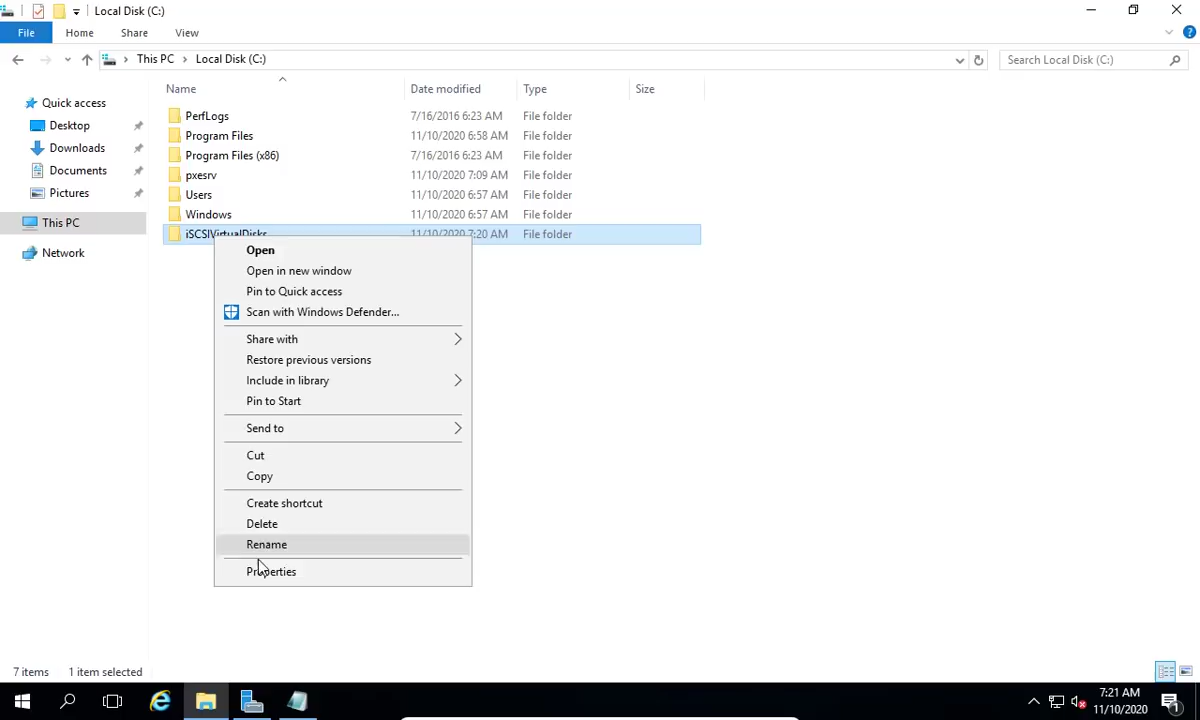 Local Disk (C:)
File Home Share View
This PC Local Disk (C:)
Search Local Disk (C:)
Name Date modified Type Size
Quick access
Desktop
Downloads
Documents
Pictures
This PC
Network
PerfLogs 7/16/2016 6:23 AM File folder
Program Files 11/10/2020 6:58 AM File folder
Program Files (x86) 7/16/2016 6:23 AM File folder
pxesrv 11/10/2020 7:09 AM File folder
Users 11/10/2020 6:57 AM File folder
Windows 11/10/2020 6:57 AM File folder
iSCSIVirtualDisks 11/10/2020 7:20 AM File folder
Open
Open in new window
Pin to Quick access
Scan with Windows Defender...
Share with
Restore previous versions
Include in library
Pin to Start
Send to
Cut
Copy
Create shortcut
Delete
Rename
Properties
7 items 1 item selected
7:21 AM
11/10/2020
1